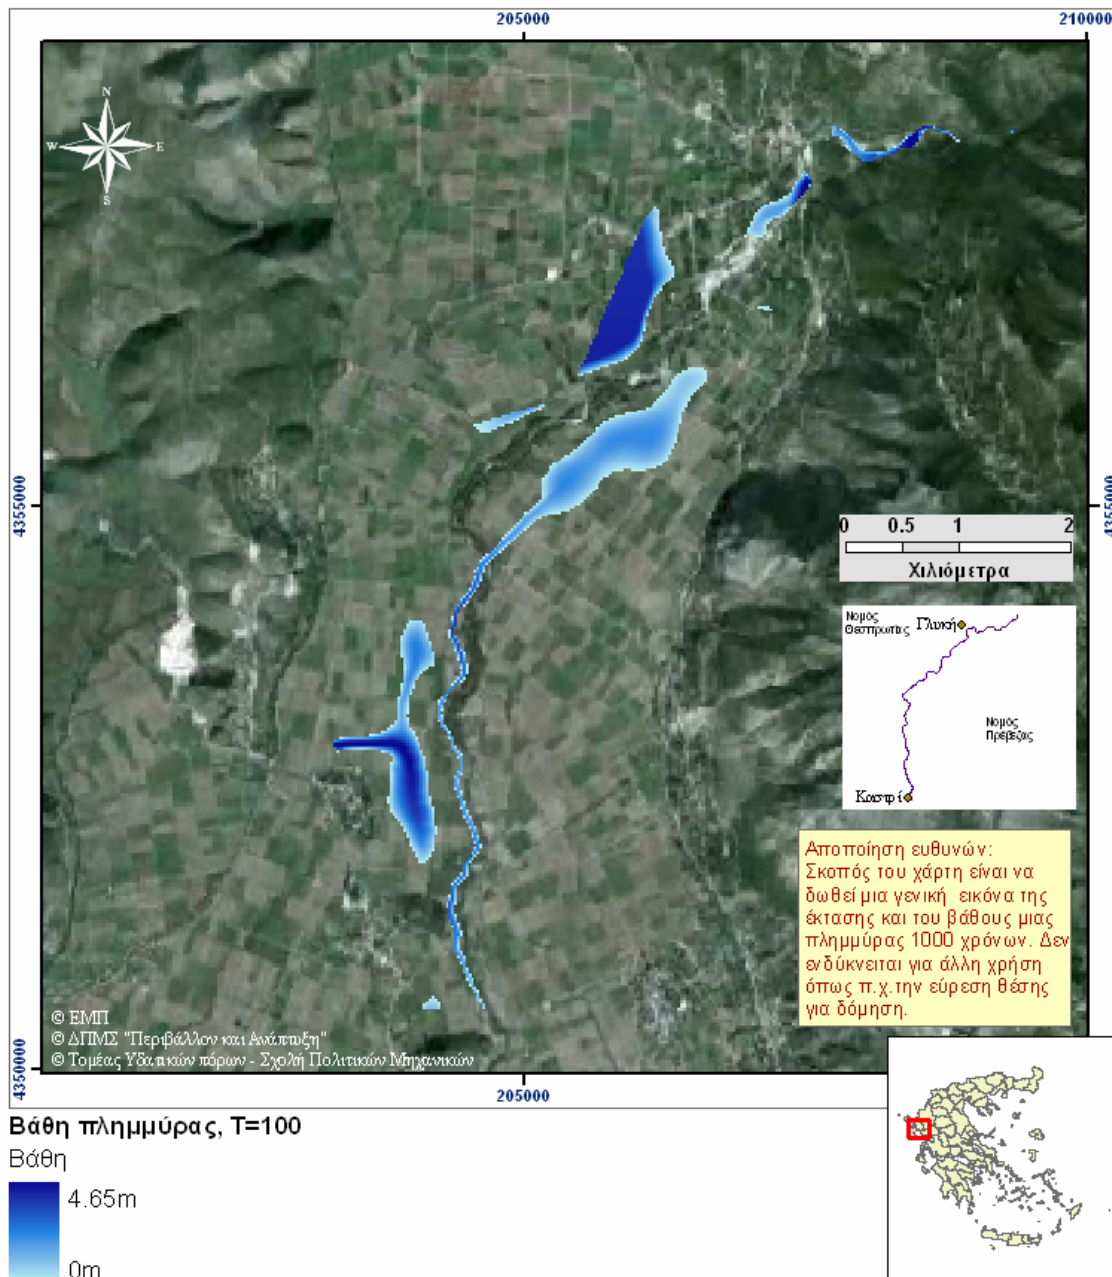 205000
210000
N
W
E
S
4355000
4355000
0 0.5 1 2
Χιλιόμετρα
Νομός
Θεσπρωτίας
Γλυκή
Νομός
Πρέβεζας
Καστρί
Αποποίηση ευθυνών:
Σκοπός του χάρτη είναι να
δωθεί μια γενική εικόνα της
έκτασης και του βάθους μιας
πλημμύρας 1000 χρόνων. Δεν
ενδύκνειται για άλλη χρήση
όπως π.χ.την εύρεση θέσης
για δόμηση.
© ΕΜΠ
© ΔΠΜΣ "Περιβάλλον και Ανάπτυξη"
© Τομέας Υδατικών πόρων - Σχολή Πολιτικών Μηχανικών
4350000
205000
Βάθη πλημμύρας, T=100
Βάθη
4.65m
0m